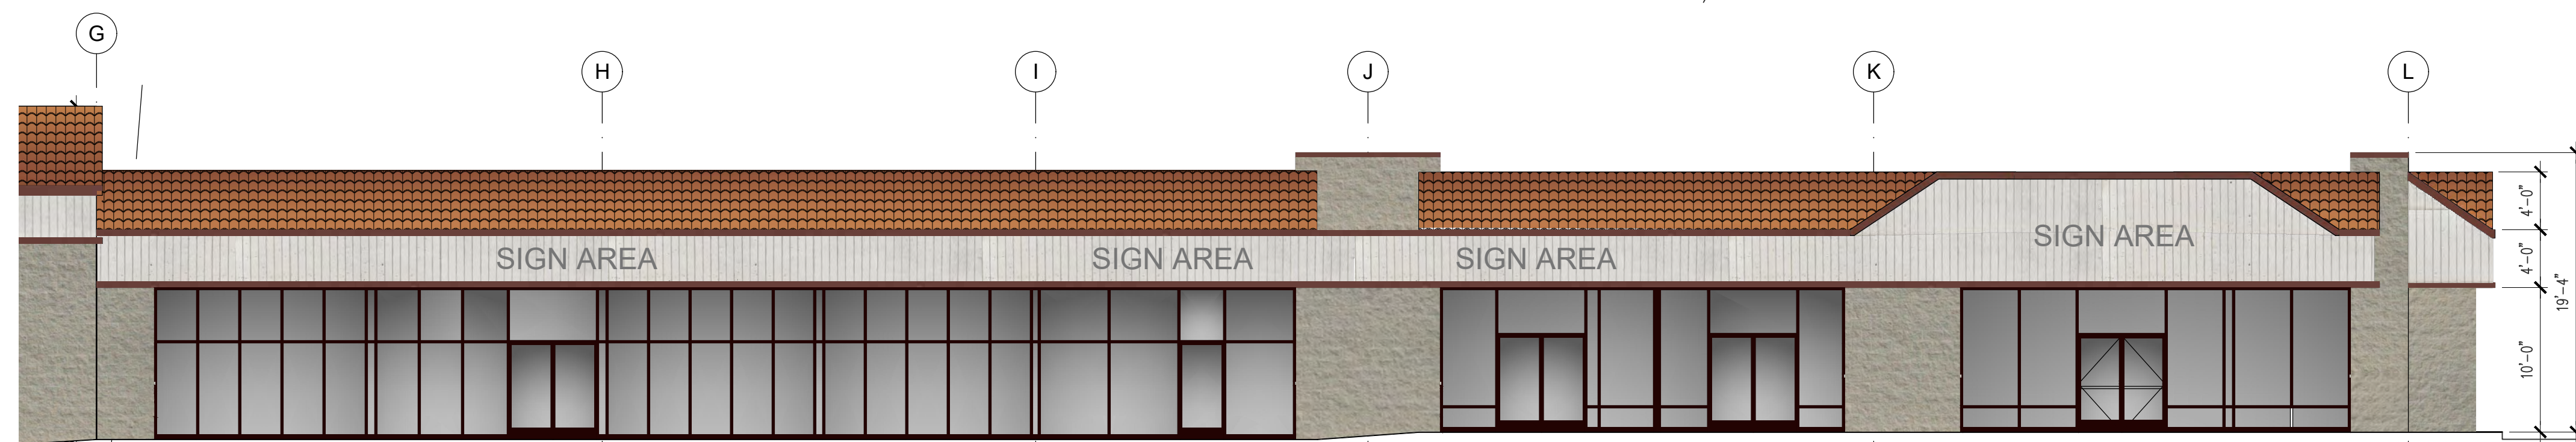 G
H
I
J
K
L
SIGN AREA
SIGN AREA
SIGN AREA
SIGN AREA
4'-0"
4'-0"
10'-0"
19'-4"